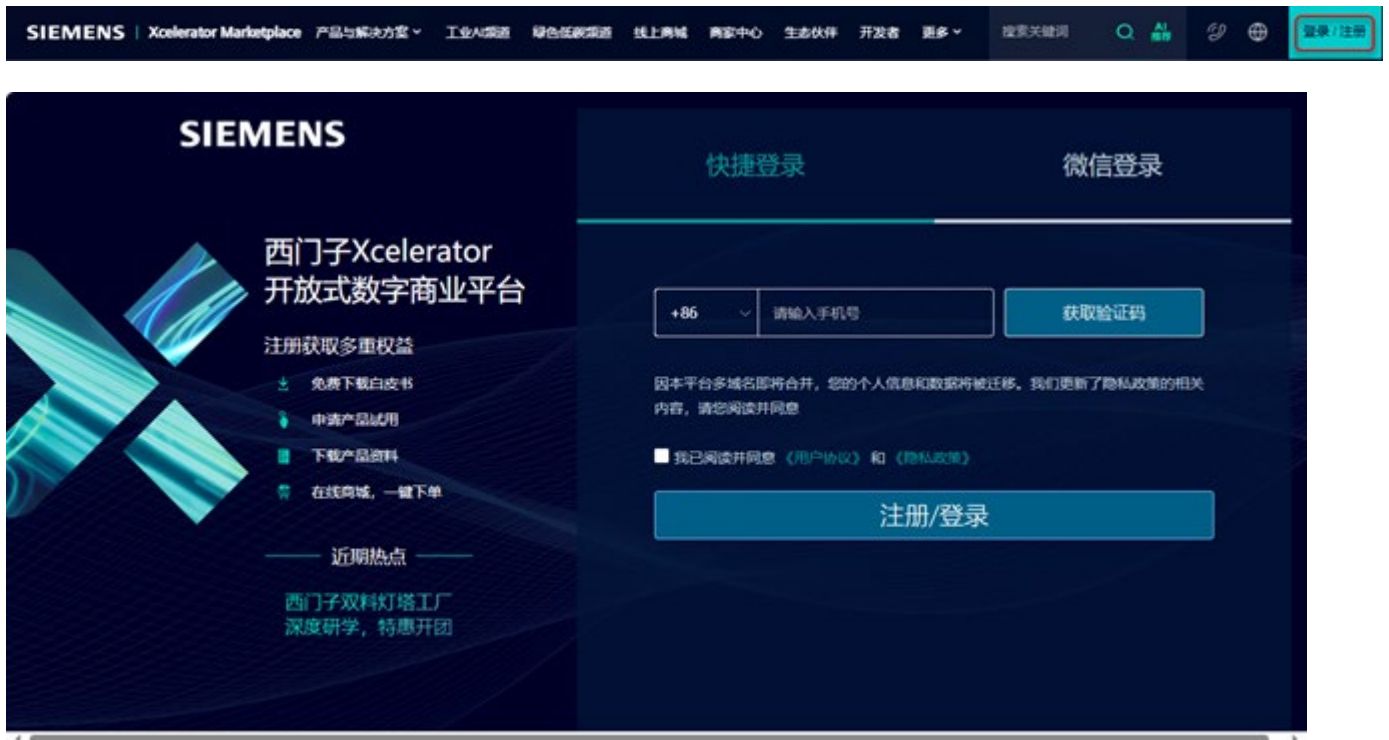 SIEMENS | Xcelerator Marketplace 产品与解决方案 工业AI频道 绿色低碳频道 线上商城 商家中心 生态伙伴 开发者 更多 搜索关键词 AI推荐 登录 / 注册
SIEMENS
西门子Xcelerator
开放式数字商业平台
注册获取多重权益
免费下载白皮书
申请产品试用
下载产品资料
在线商城，一键下单
近期热点
西门子双料灯塔工厂
深度研学，特惠开团
快捷登录 微信登录
+86 请输入手机号 获取验证码
因本平台多域名即将合并，您的个人信息和数据将被迁移。我们更新了隐私政策的相关
内容，请您阅读并同意
我已阅读并同意 《用户协议》 和 《隐私政策》
注册/登录